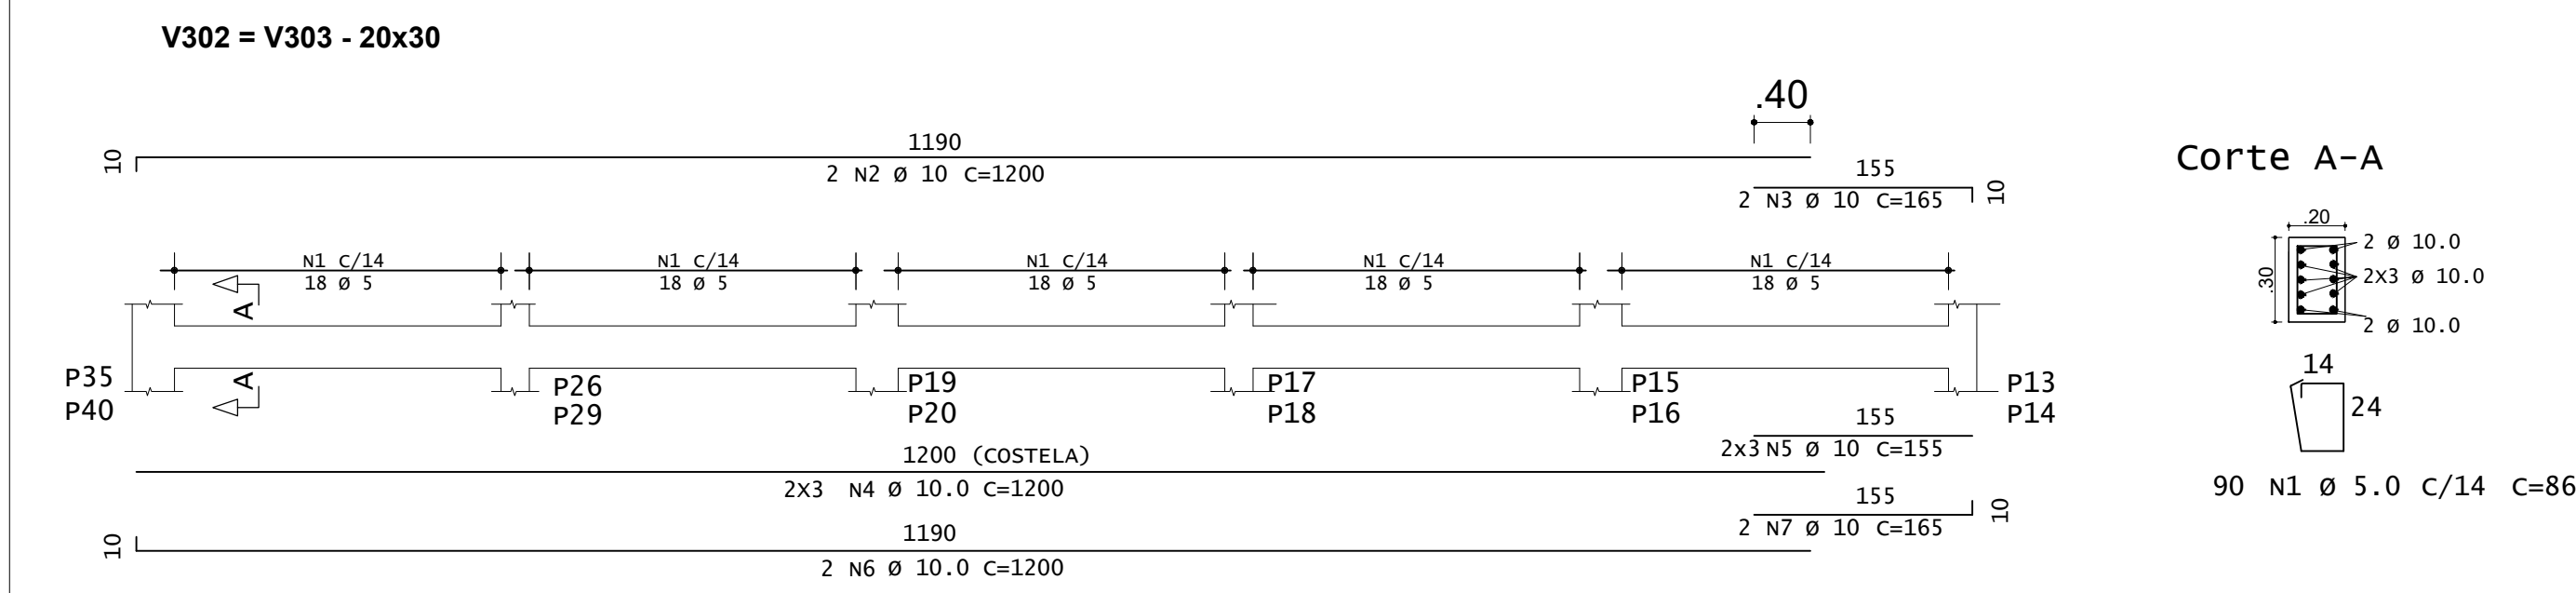 V302 = V303 - 20x30
.40
10
1190
2 N2 Ø 10 C=1200
155
2 N3 Ø 10 C=165
10
Corte A-A
.20
.30
2 Ø 10.0
2x3 Ø 10.0
2 Ø 10.0
N1 C/14
18 Ø 5
N1 C/14
18 Ø 5
N1 C/14
18 Ø 5
N1 C/14
18 Ø 5
N1 C/14
18 Ø 5
A
A
P35
P40
P26
P29
P19
P20
P17
P18
P15
P16
P13
P14
14
24
90 N1 Ø 5.0 C/14 C=86
155
2x3 N5 Ø 10 C=155
1200 (COSTELA)
2X3 N4 Ø 10.0 C=1200
155
2 N7 Ø 10 C=165
10
10
1190
2 N6 Ø 10.0 C=1200